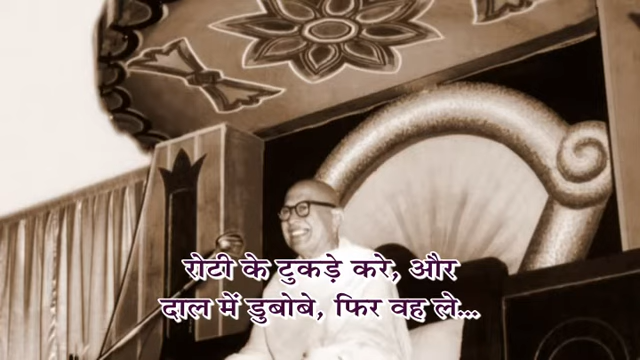 रोटी के टुकड़े करे, और
दाल में डुबोबे, फिर वह ले...